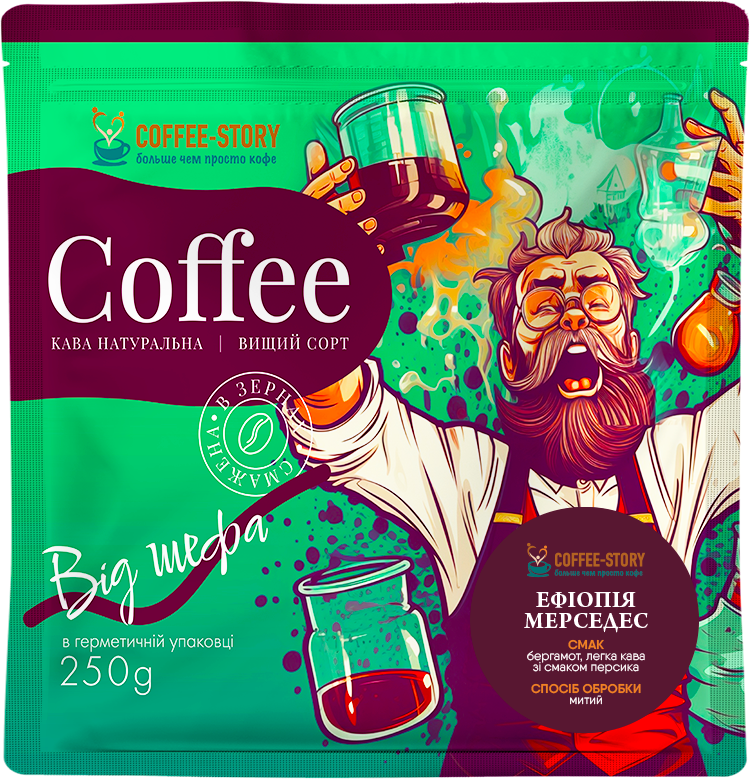 COFFEE-STORY
больше чем просто кофе
Coffee
КАВА НАТУРАЛЬНА | ВИЩИЙ СОРТ
В ЗЕРНАХ • СМАЖЕНА •
Від шефа
в герметичній упаковці
250g
COFFEE-STORY
больше чем просто кофе
ЕФІОПІЯ
МЕРСЕДЕС
СМАК
бергамот, легка кава
зі смаком персика
СПОСІБ ОБРОБКИ
митий